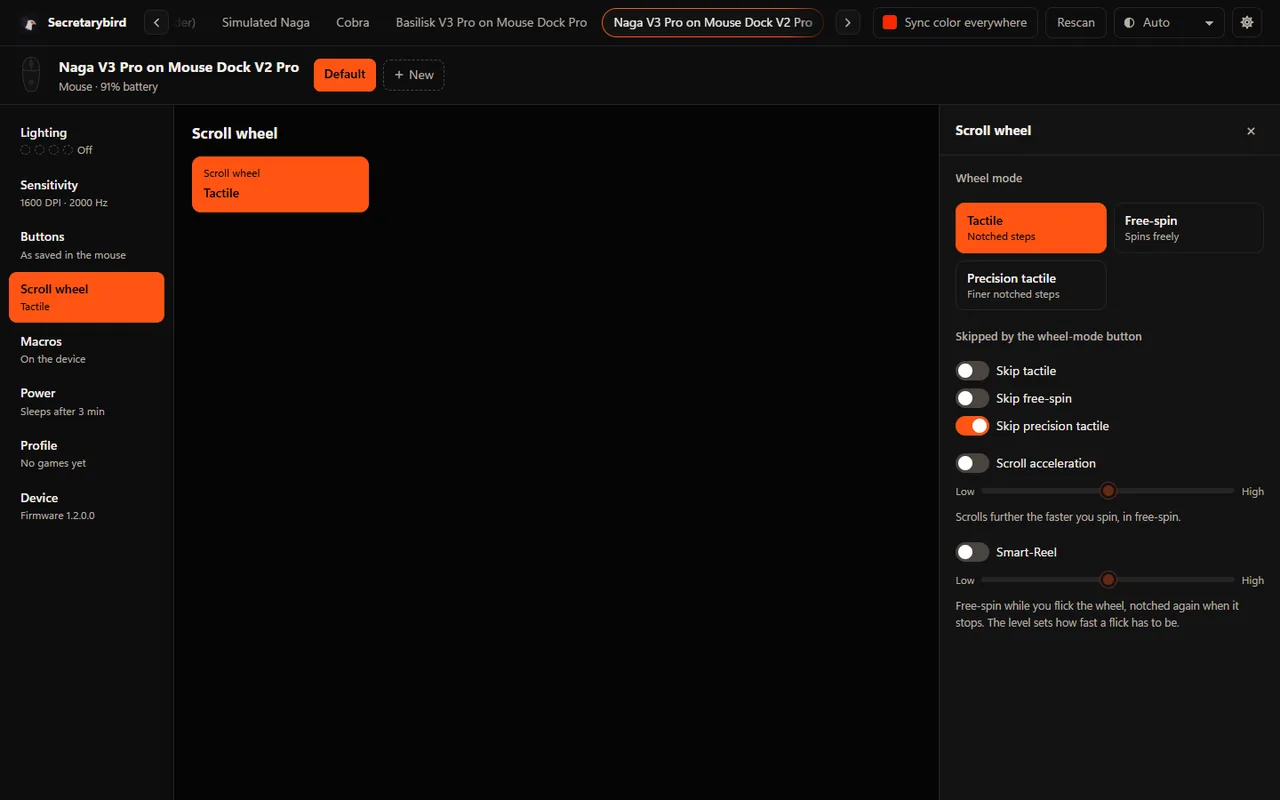 Secretarybird
der)
Simulated Naga
Cobra
Basilisk V3 Pro on Mouse Dock Pro
Naga V3 Pro on Mouse Dock V2 Pro
Sync color everywhere
Rescan
Auto
Naga V3 Pro on Mouse Dock V2 Pro
Mouse · 91% battery
Default
+ New
Lighting
Off
Sensitivity
1600 DPI · 2000 Hz
Buttons
As saved in the mouse
Scroll wheel
Tactile
Macros
On the device
Power
Sleeps after 3 min
Profile
No games yet
Device
Firmware 1.2.0.0
Scroll wheel
Scroll wheel
Tactile
Scroll wheel
Wheel mode
Tactile
Notched steps
Free-spin
Spins freely
Precision tactile
Finer notched steps
Skipped by the wheel-mode button
Skip tactile
Skip free-spin
Skip precision tactile
Scroll acceleration
Low
High
Scrolls further the faster you spin, in free-spin.
Smart-Reel
Low
High
Free-spin while you flick the wheel, notched again when it
stops. The level sets how fast a flick has to be.